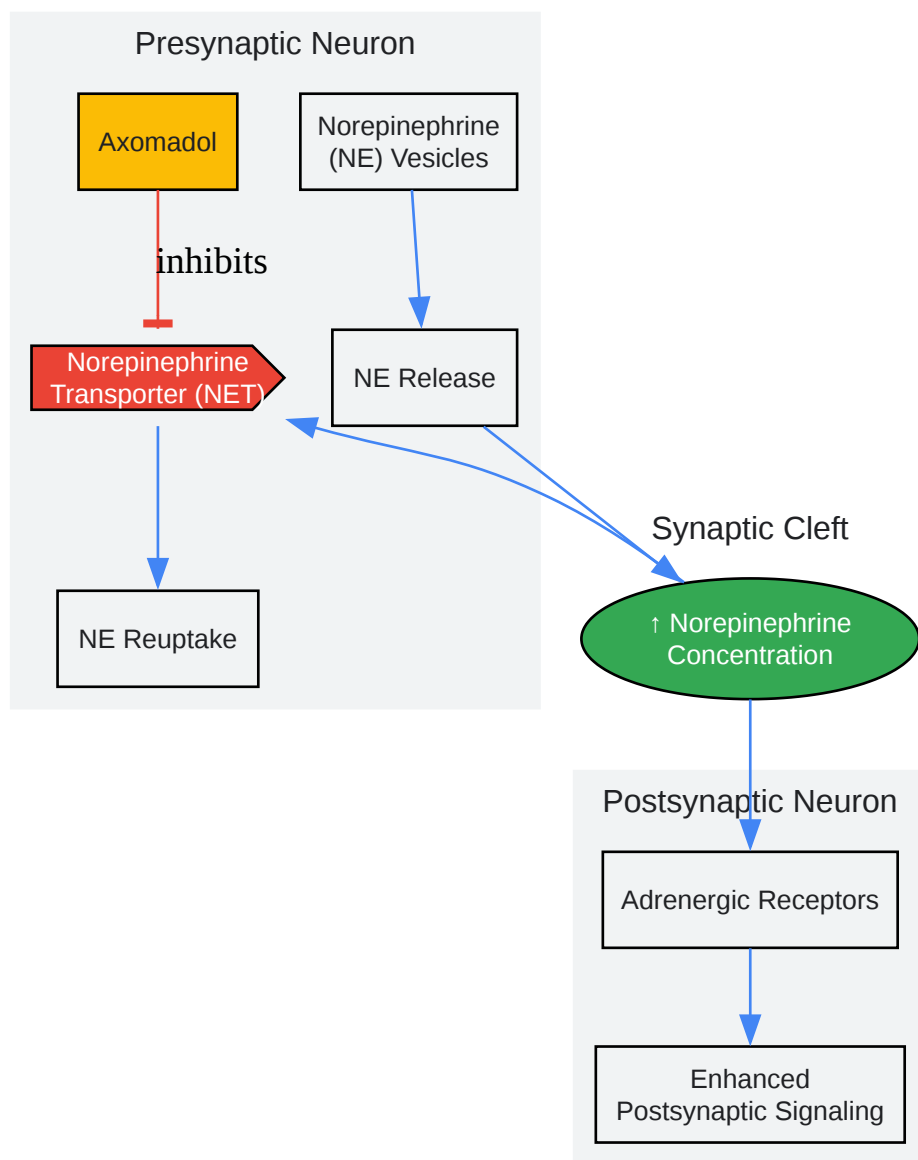 Presynaptic Neuron
Axomadol
Norepinephrine
(NE) Vesicles
inhibits
Norepinephrine
Transporter (NET)
NE Release
Synaptic Cleft
NE Reuptake
↑ Norepinephrine
Concentration
Postsynaptic Neuron
Adrenergic Receptors
Enhanced
Postsynaptic Signaling